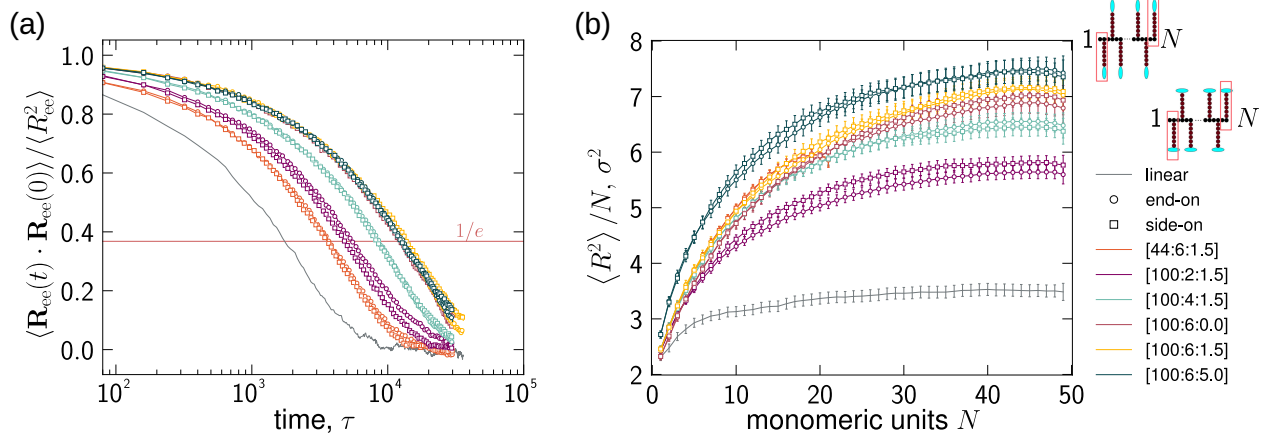 (a)
⟨R_ee(t) · R_ee(0)⟩/⟨R²_ee⟩
1.0
0.8
0.6
0.4
0.2
0.0
1/e
10² 10³ 10⁴ 10⁵
time, τ
(b)
⟨R²⟩/N, σ²
8
7
6
5
4
3
2
0 10 20 30 40 50
monomeric units N
1 N
1 N
linear
end-on
side-on
[44:6:1.5]
[100:2:1.5]
[100:4:1.5]
[100:6:0.0]
[100:6:1.5]
[100:6:5.0]